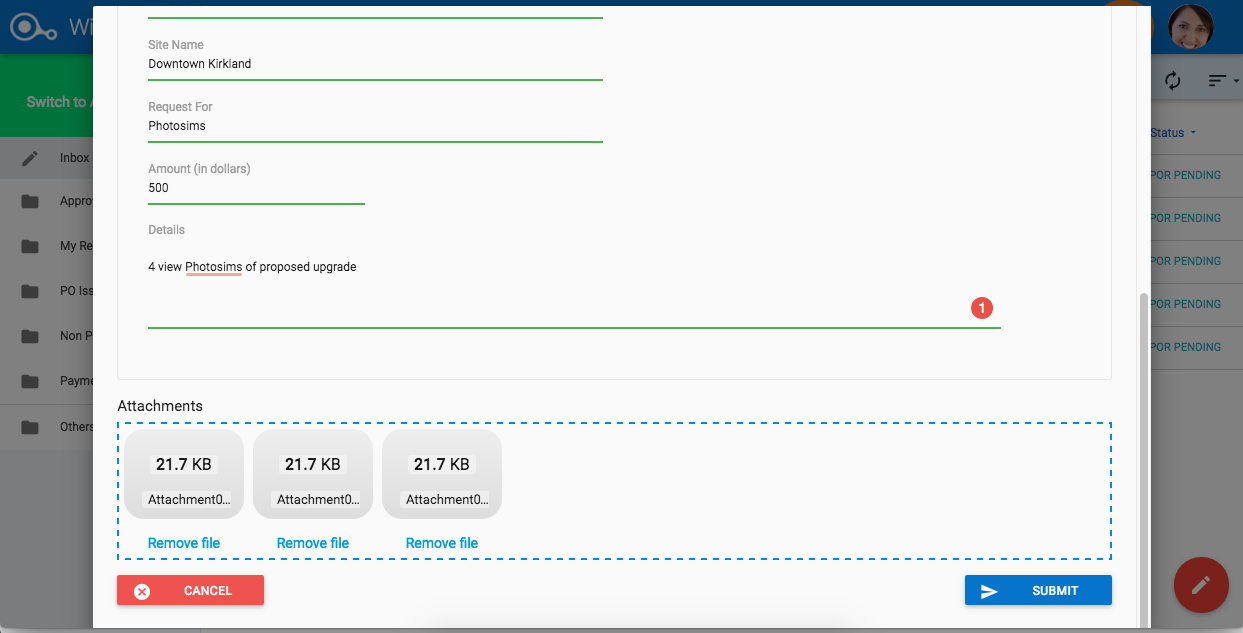 Wi
Switch to A
Inbox
Appro
My Re
PO Iss
Non P
Payme
Others
Site Name
Downtown Kirkland
Request For
Photosims
Amount (in dollars)
500
Details
4 view Photosims of proposed upgrade
1
Attachments
21.7 KB
Attachment0...
Remove file
21.7 KB
Attachment0...
Remove file
21.7 KB
Attachment0...
Remove file
CANCEL
SUBMIT
Status
POR PENDING
POR PENDING
POR PENDING
POR PENDING
POR PENDING